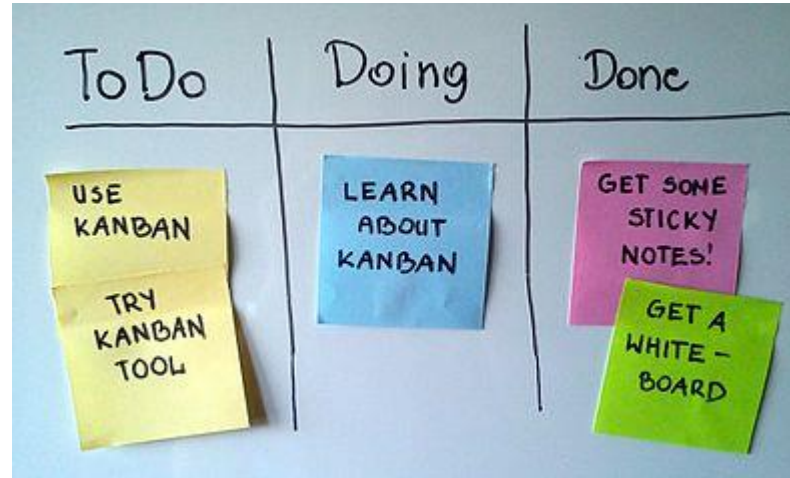 To Do
Doing
Done
USE
KANBAN
TRY
KANBAN
TOOL
LEARN
ABOUT
KANBAN
GET SOME
STICKY
NOTES!
GET A
WHITE-
BOARD